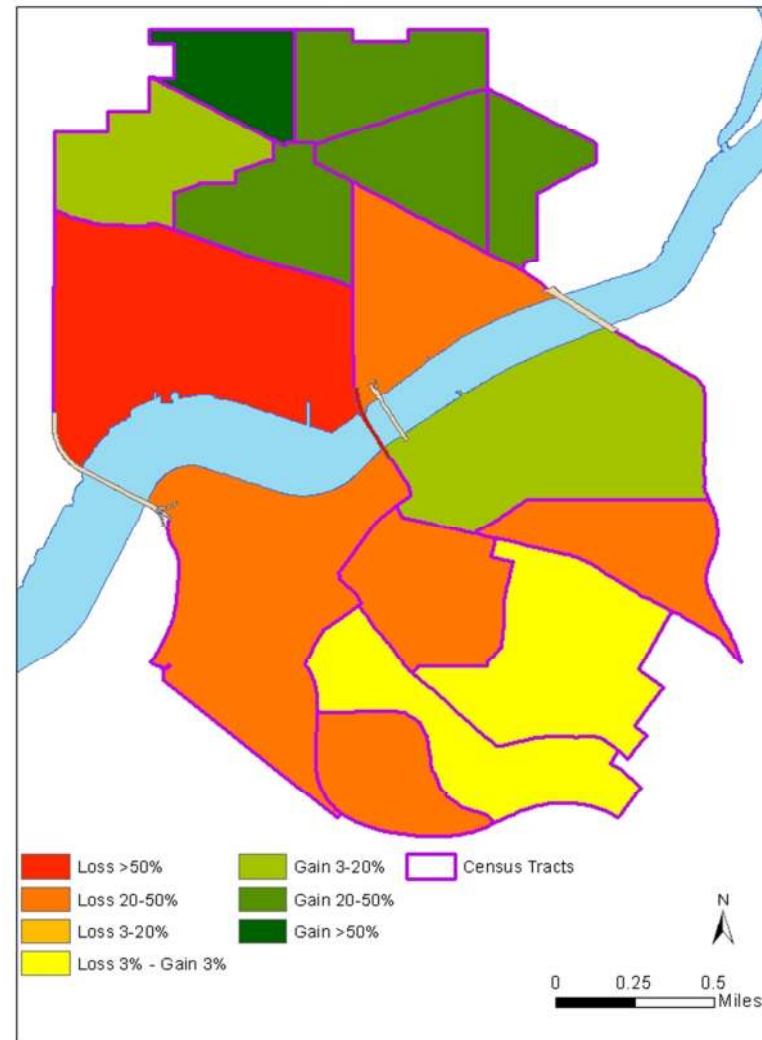 Loss >50%
Loss 20-50%
Loss 3-20%
Loss 3% - Gain 3%
Gain 3-20%
Gain 20-50%
Gain >50%
Census Tracts
N
0 0.25 0.5
Miles